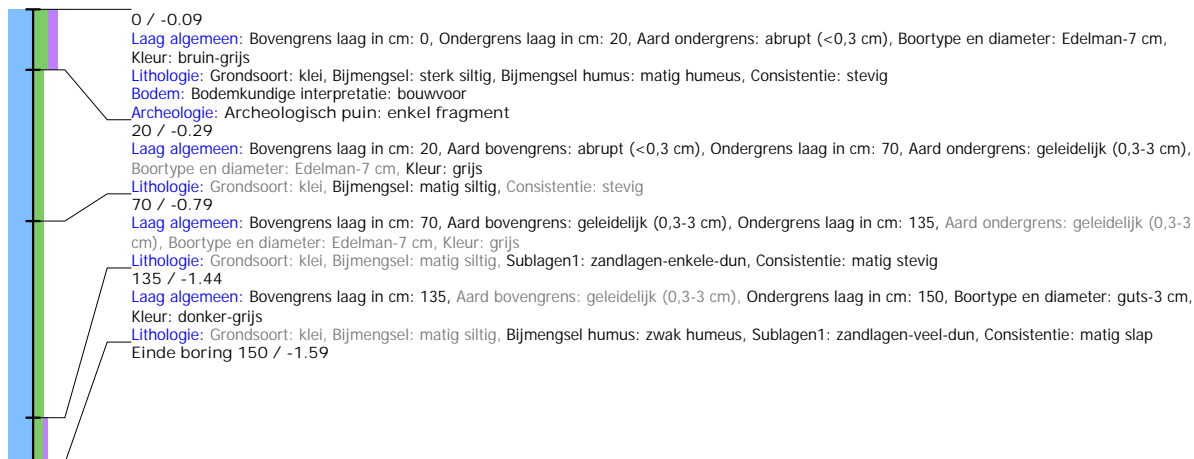 0 / -0.09
Laag algemeen: Bovengrens laag in cm: 0, Ondergrens laag in cm: 20, Aard ondergrens: abrupt (<0,3 cm), Boortype en diameter: Edelman-7 cm,
Kleur: bruin-grijs
Lithologie: Grondsoort: klei, Bijmengsel: sterk siltig, Bijmengsel humus: matig humeus, Consistentie: stevig
Bodem: Bodemkundige interpretatie: bouwvoor
Archeologie: Archeologisch puin: enkel fragment
20 / -0.29
Laag algemeen: Bovengrens laag in cm: 20, Aard bovengrens: abrupt (<0,3 cm), Ondergrens laag in cm: 70, Aard ondergrens: geleidelijk (0,3-3 cm),
Boortype en diameter: Edelman-7 cm, Kleur: grijs
Lithologie: Grondsoort: klei, Bijmengsel: matig siltig, Consistentie: stevig
70 / -0.79
Laag algemeen: Bovengrens laag in cm: 70, Aard bovengrens: geleidelijk (0,3-3 cm), Ondergrens laag in cm: 135, Aard ondergrens: geleidelijk (0,3-3
cm), Boortype en diameter: Edelman-7 cm, Kleur: grijs
Lithologie: Grondsoort: klei, Bijmengsel: matig siltig, Sublagen1: zandlagen-enkele-dun, Consistentie: matig stevig
135 / -1.44
Laag algemeen: Bovengrens laag in cm: 135, Aard bovengrens: geleidelijk (0,3-3 cm), Ondergrens laag in cm: 150, Boortype en diameter: guts-3 cm,
Kleur: donker-grijs
Lithologie: Grondsoort: klei, Bijmengsel: matig siltig, Bijmengsel humus: zwak humeus, Sublagen1: zandlagen-veel-dun, Consistentie: matig slap
Einde boring 150 / -1.59